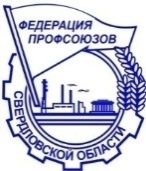 ФЕДЕРАЦИЯ
ПРОФСОЮЗОВ
СВЕРДЛОВСКОЙ ОБЛАСТИ